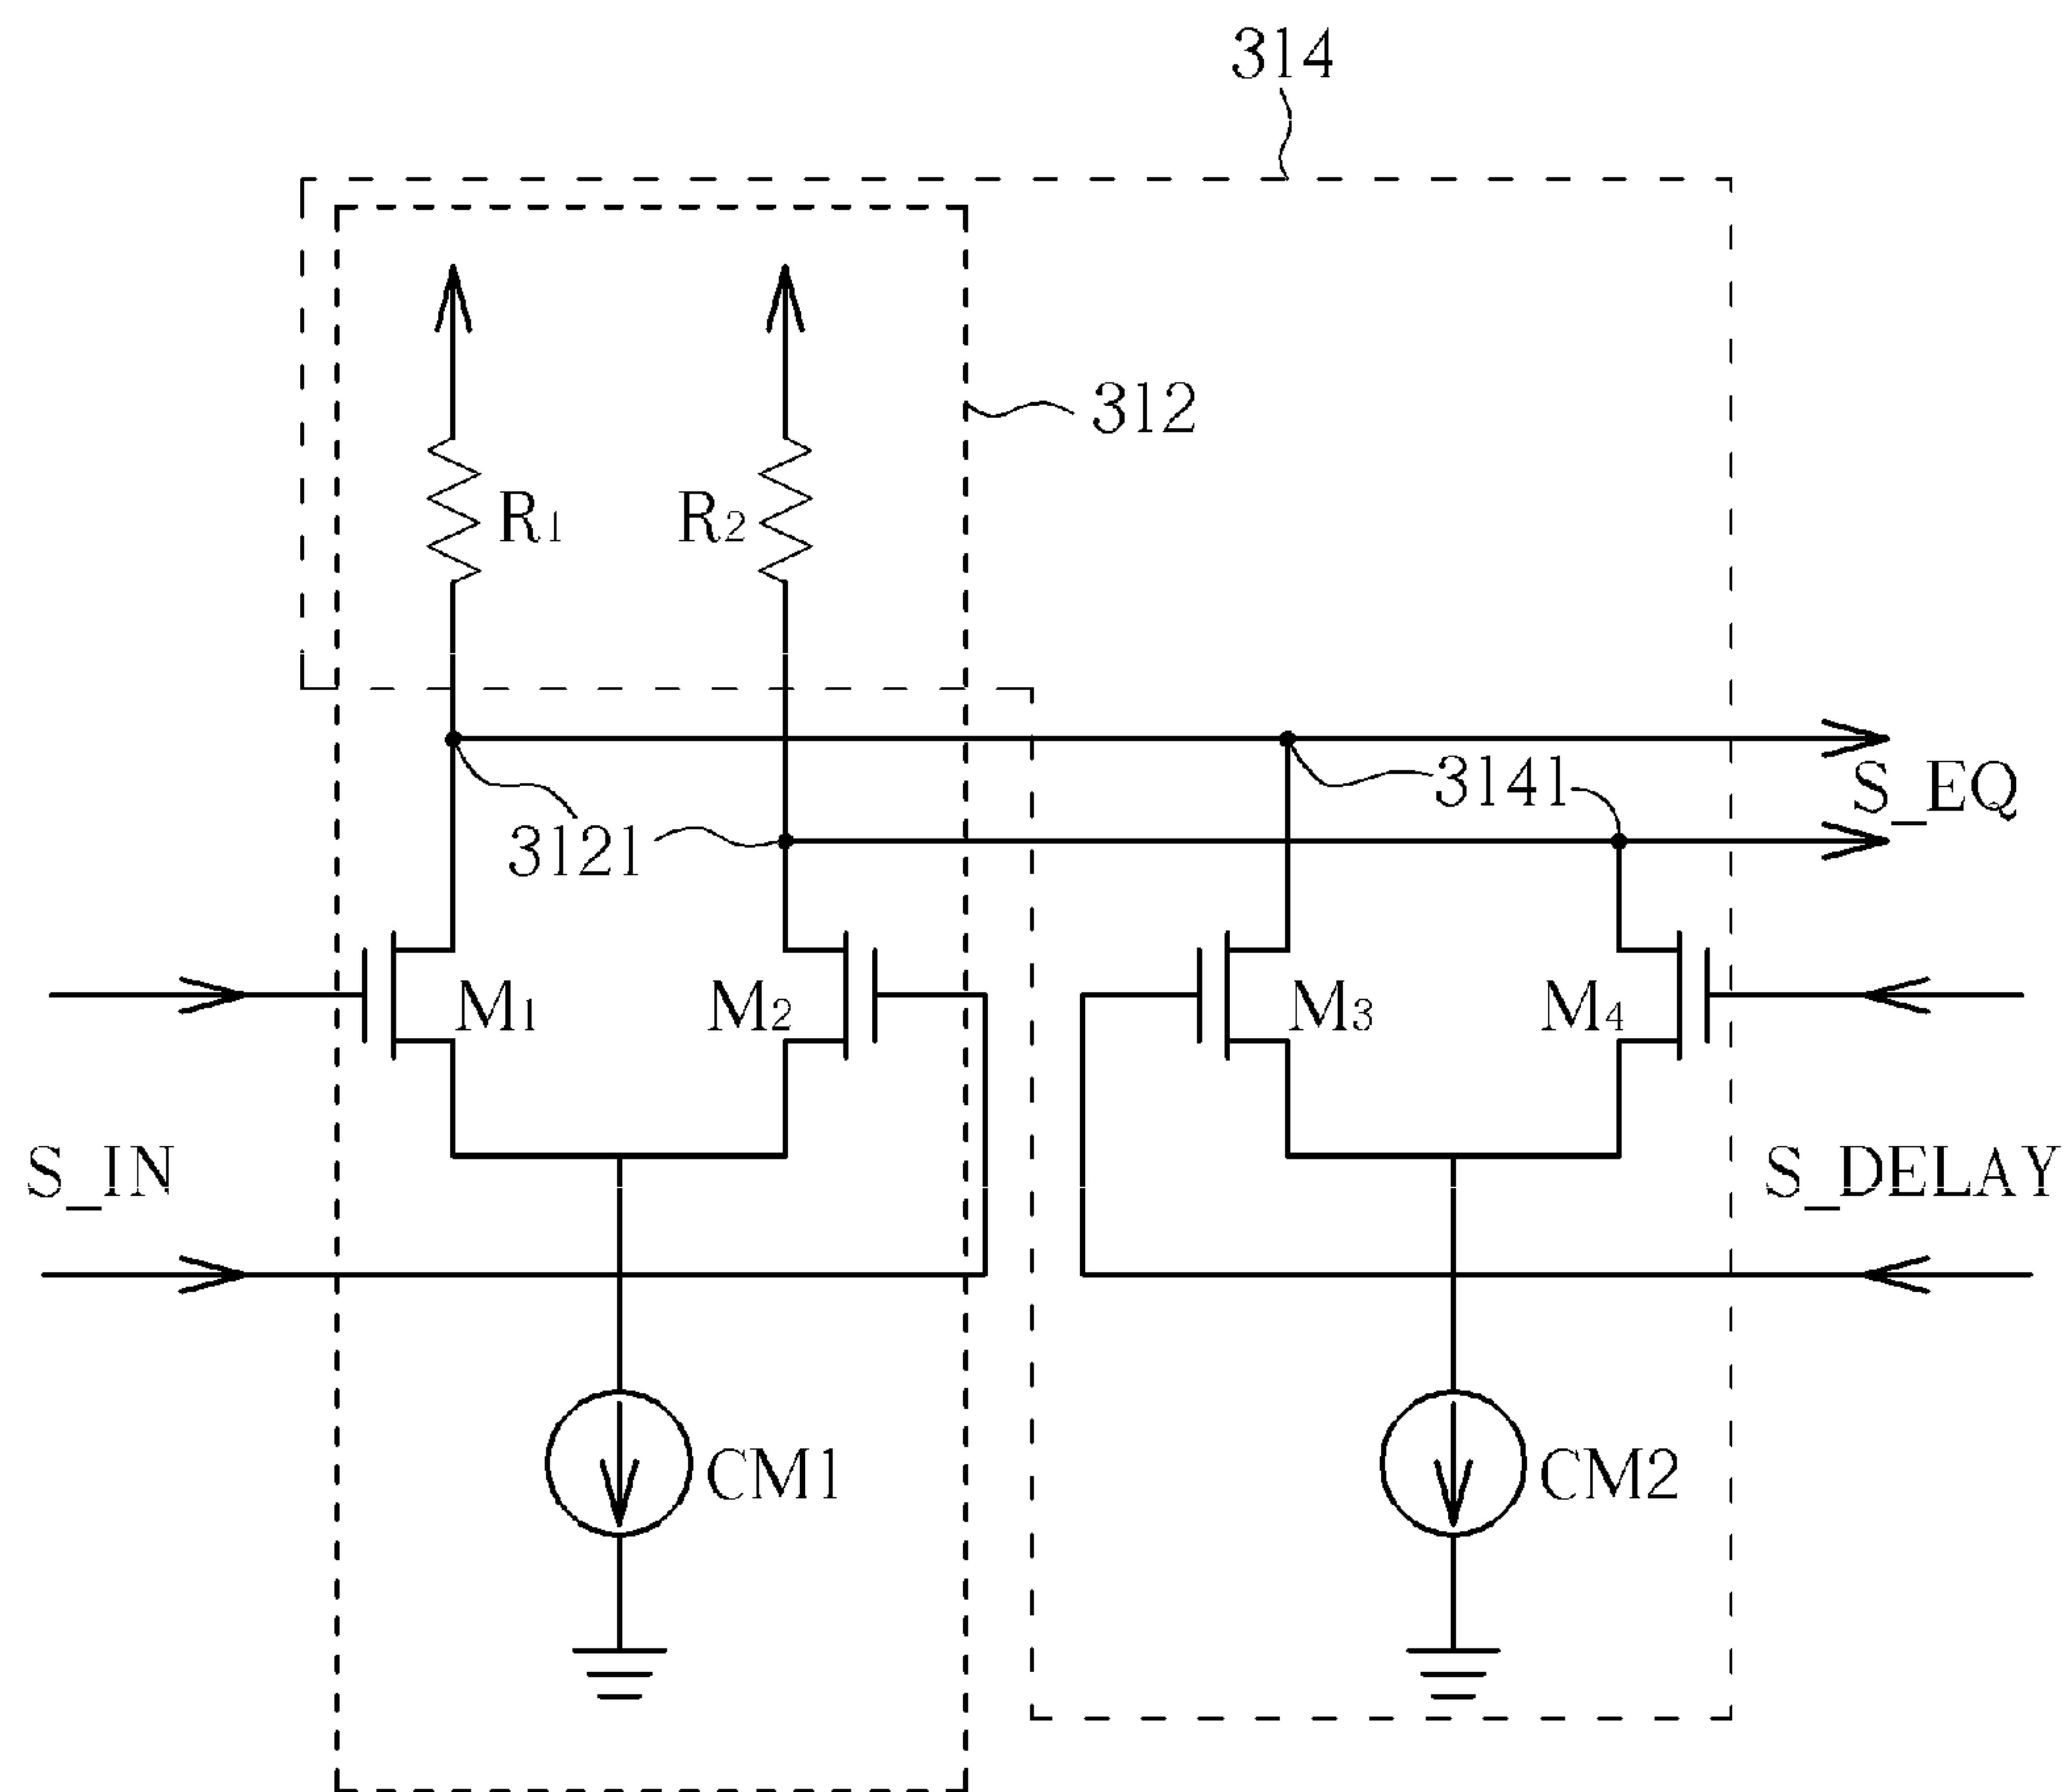 314
312
R1
R2
3141
S_EQ
3121
M1
M2
M3
M4
S_IN
S_DELAY
CM1
CM2